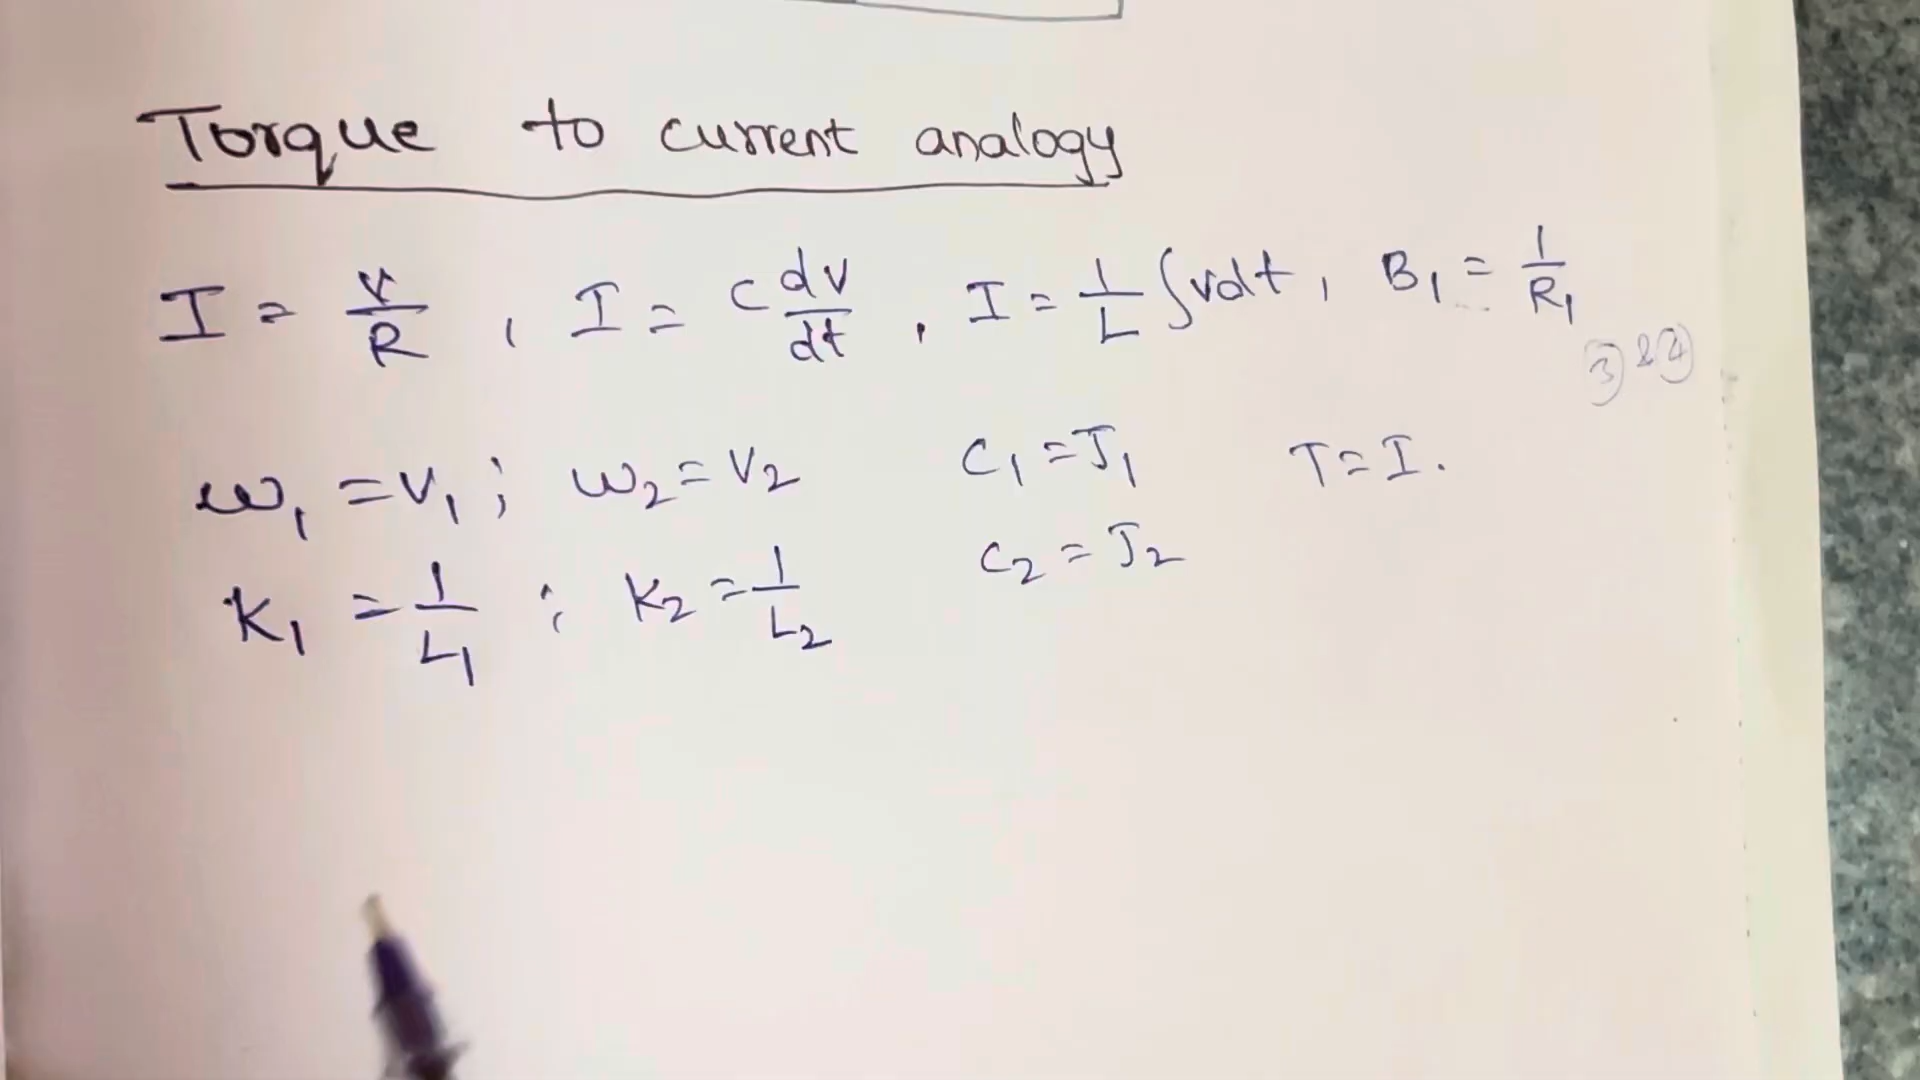 Torque to current analogy
I = V/R , I = C dv/dt , I = 1/L ∫vdt , B₁ = 1/R₁
③ & ④
ω₁ = V₁ ; ω₂ = V₂ C₁ = J₁ T = I .
K₁ = 1/L₁ ; K₂ = 1/L₂ C₂ = J₂